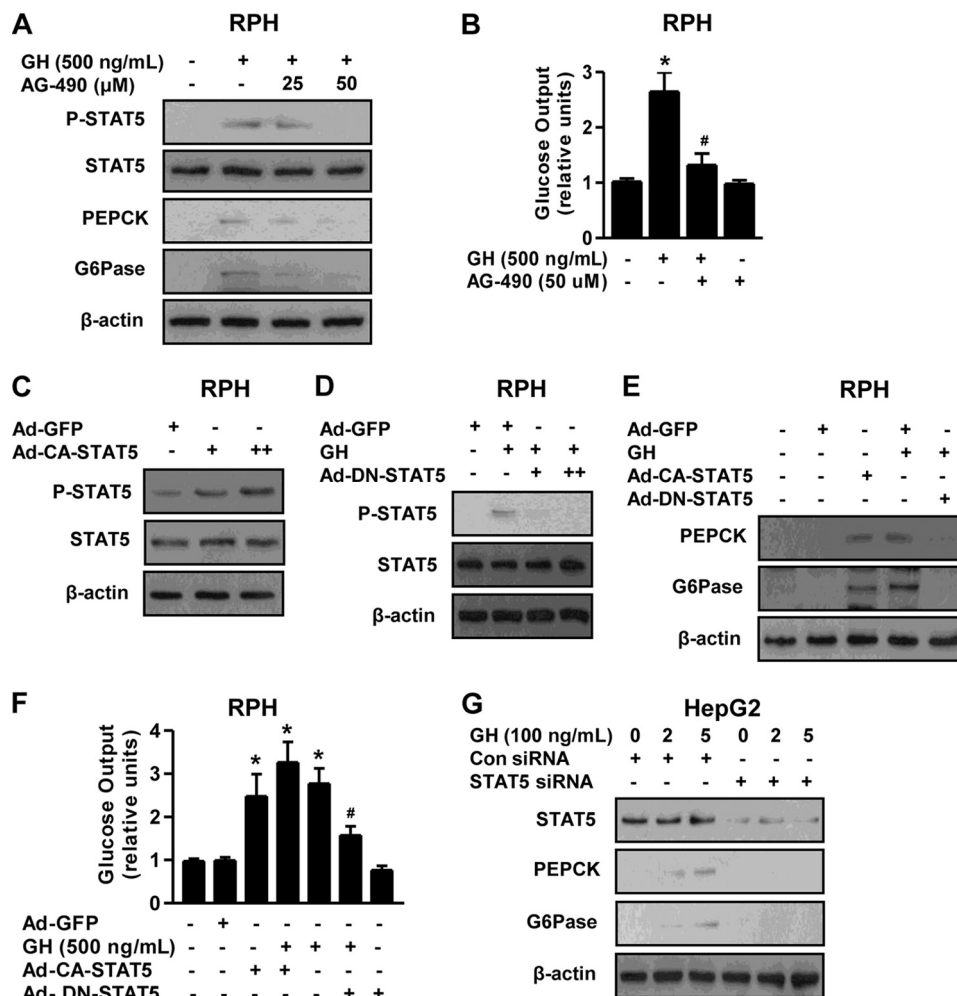 A RPH
GH (500 ng/mL) - + + +
AG-490 (µM) - - 25 50
P-STAT5
STAT5
PEPCK
G6Pase
β-actin
B RPH
Glucose Output
(relative units)
3
2
1
0
*
#
GH (500 ng/mL) - + + -
AG-490 (50 uM) - - + +
C RPH
Ad-GFP + - -
Ad-CA-STAT5 - + ++
P-STAT5
STAT5
β-actin
D RPH
Ad-GFP + + - -
GH - + + +
Ad-DN-STAT5 - - + ++
P-STAT5
STAT5
β-actin
E RPH
Ad-GFP - + - + -
GH - - - + +
Ad-CA-STAT5 - - + - -
Ad-DN-STAT5 - - - - +
PEPCK
G6Pase
β-actin
F RPH
Glucose Output
(relative units)
4
3
2
1
0
* * * #
Ad-GFP - + - - - - -
GH (500 ng/mL) - - - + + + -
Ad-CA-STAT5 - - + + - - -
Ad- DN-STAT5 - - - - - + +
G HepG2
GH (100 ng/mL) 0 2 5 0 2 5
Con siRNA + + + - - -
STAT5 siRNA - - - + + +
STAT5
PEPCK
G6Pase
β-actin